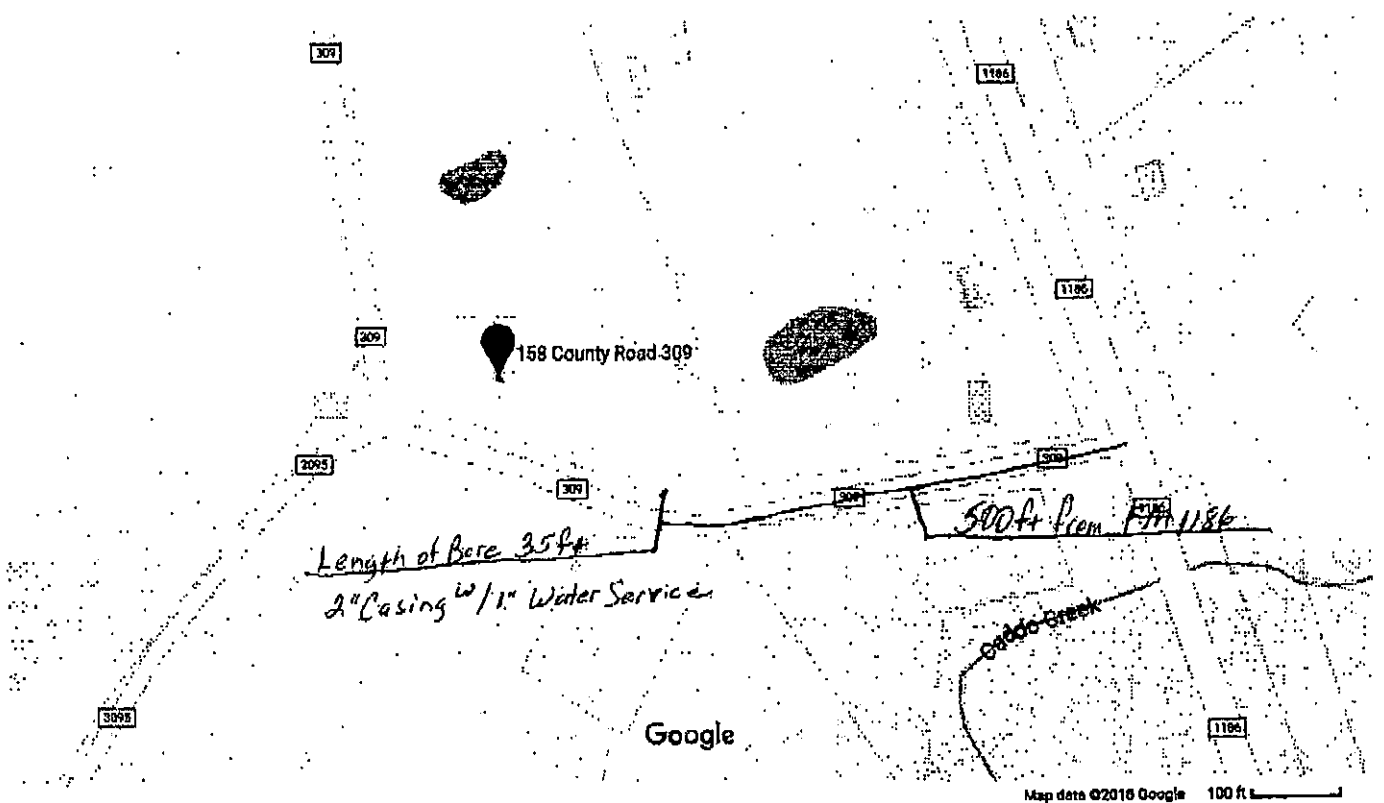 309
1186
1186
309
158 County Road 309
309
3095
309
309
1186
500ft from FM 1186
Length of Bore 35ft
2" Casing w/1" Water Service
Caddo Creek
3095
1186
Google
Map data ©2016 Google 100 ft